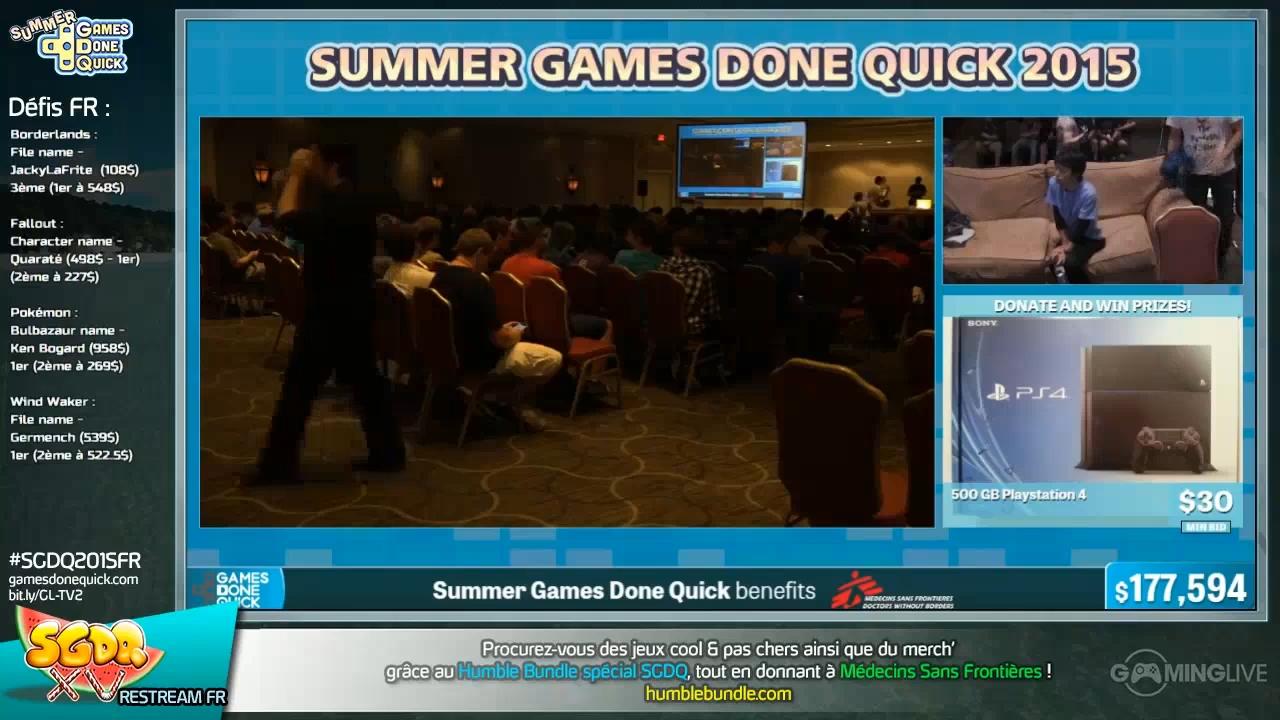 SUMMER
GAMES
DONE
QUICK
Défis FR :
Borderlands :
File name -
JackyLaFrite (108$)
3ème (1er à 548$)
Fallout :
Character name -
Quaraté (498$ - 1er)
(2ème à 227$)
Pokémon :
Bulbazaur name -
Ken Bogard (958$)
1er (2ème à 269$)
Wind Waker :
File name -
Germench (539$)
1er (2ème à 522.5$)
#SGDQ2015FR
gamesdonequick.com
bit.ly/GL-TV2
SGDQ
XV
RESTREAM FR
SUMMER GAMES DONE QUICK 2015
DONATE AND WIN PRIZES!
SONY
PS4
500 GB Playstation 4
$30
MIN BID
GAMES
DONE
QUICK
Summer Games Done Quick benefits
MEDECINS SANS FRONTIERES
DOCTORS WITHOUT BORDERS
$177,594
Procurez-vous des jeux cool & pas chers ainsi que du merch'
grâce au Humble Bundle spécial SGDQ, tout en donnant à Médecins Sans Frontières !
humblebundle.com
GAMINGLIVE